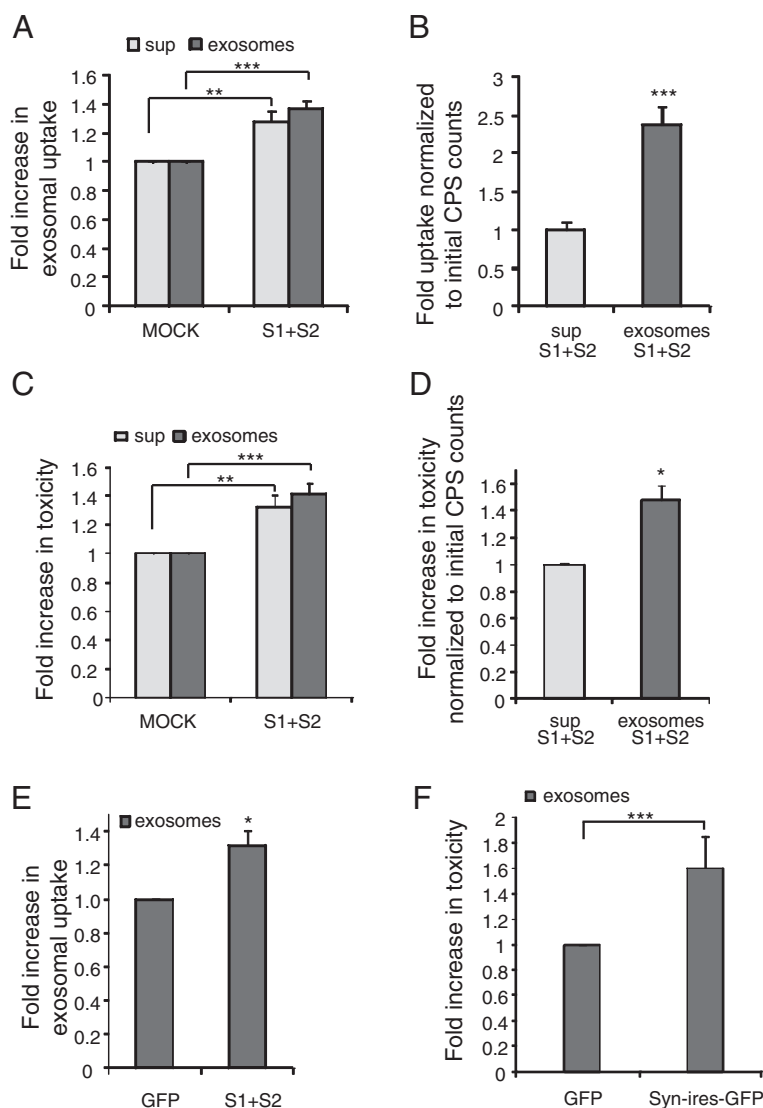 A
sup exosomes
Fold increase in
exosomal uptake
1.6
1.4
1.2
1
0.8
0.6
0.4
0.2
0
***
**
MOCK S1+S2
B
Fold uptake normalized
to initial CPS counts
3
2.5
2
1.5
1
0.5
0
***
sup exosomes
S1+S2 S1+S2
C
sup exosomes
Fold increase in toxicity
1.6
1.4
1.2
1
0.8
0.6
0.4
0.2
0
***
**
MOCK S1+S2
D
Fold increase in toxicity
normalized to initial CPS counts
1.6
1.4
1.2
1
0.8
0.6
0.4
0.2
0
*
sup exosomes
S1+S2 S1+S2
E
exosomes
Fold increase in
exosomal uptake
1.4
1.2
1.0
0.8
0.6
0.4
0.2
0
*
GFP S1+S2
F
exosomes
Fold increase in toxicity
2
1.8
1.6
1.4
1.2
1
0.8
0.6
0.4
0.2
0
***
GFP Syn-ires-GFP